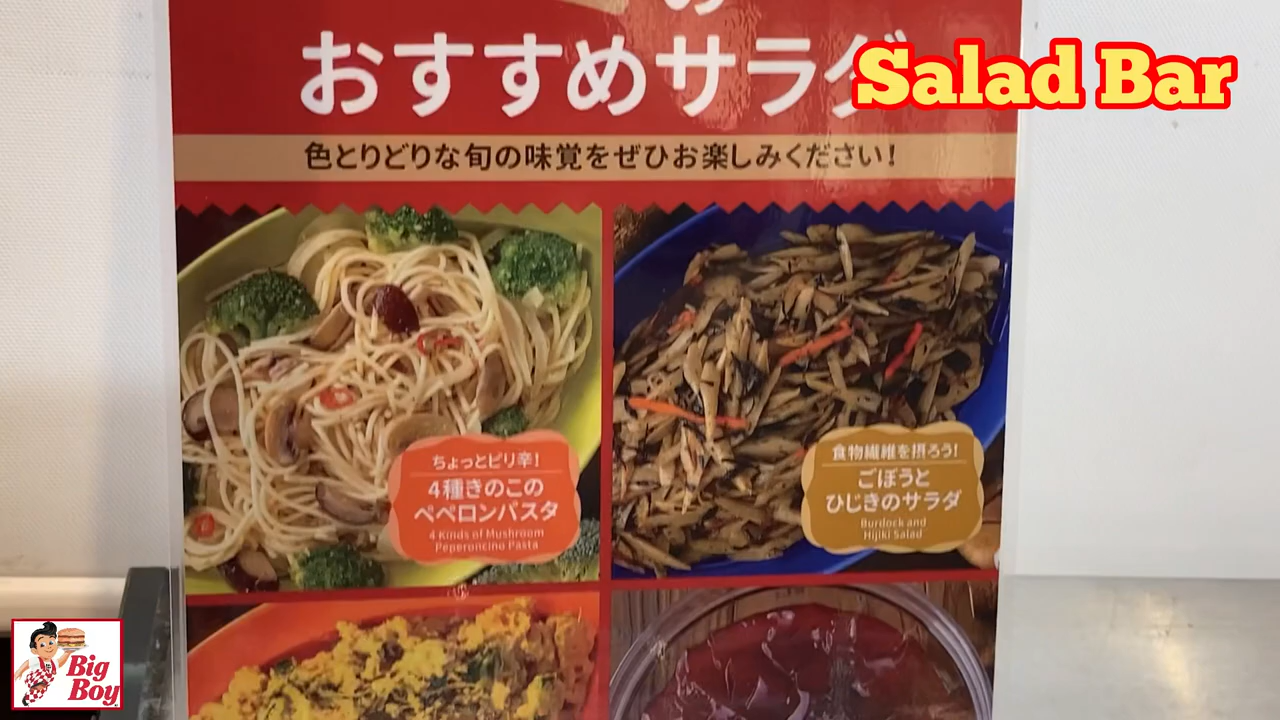 の
おすすめサラダ
Salad Bar
色とりどりな旬の味覚をぜひお楽しみください!
ちょっとピリ辛!
4種きのこの
ペペロンパスタ
4 Kinds of Mushroom
Peperoncino Pasta
食物繊維を摂ろう!
ごぼうと
ひじきのサラダ
Burdock and
Hijiki Salad
Big
Boy